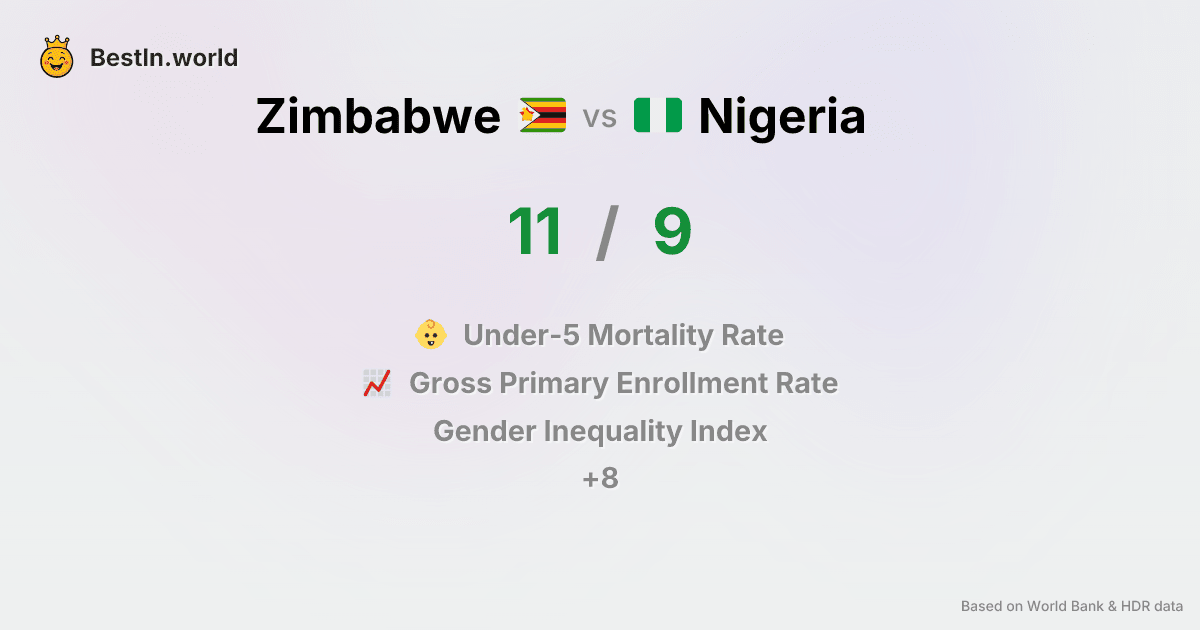 BestIn.world
Zimbabwe vs Nigeria
11 / 9
Under-5 Mortality Rate
Gross Primary Enrollment Rate
Gender Inequality Index
+8
Based on World Bank & HDR data